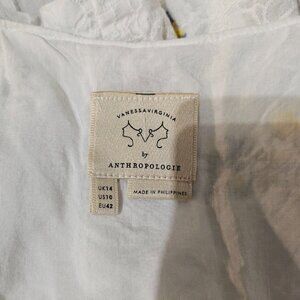 VANESSAVIRGINIA
by
ANTHROPOLOGIE
UK14
US10
EU42
MADE IN PHILIPPINES